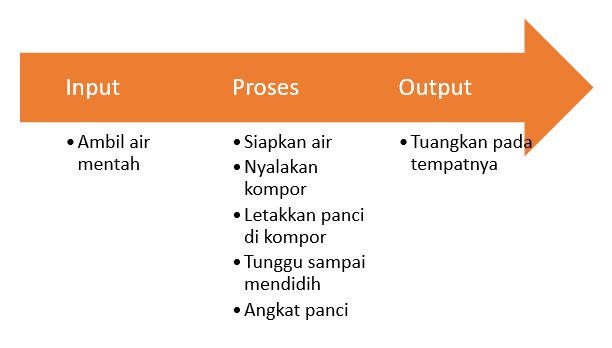 Input
• Ambil air
mentah
Proses
• Siapkan air
• Nyalakan
kompor
• Letakkan panci
di kompor
• Tunggu sampai
mendidih
• Angkat panci
Output
• Tuangkan pada
tempatnya